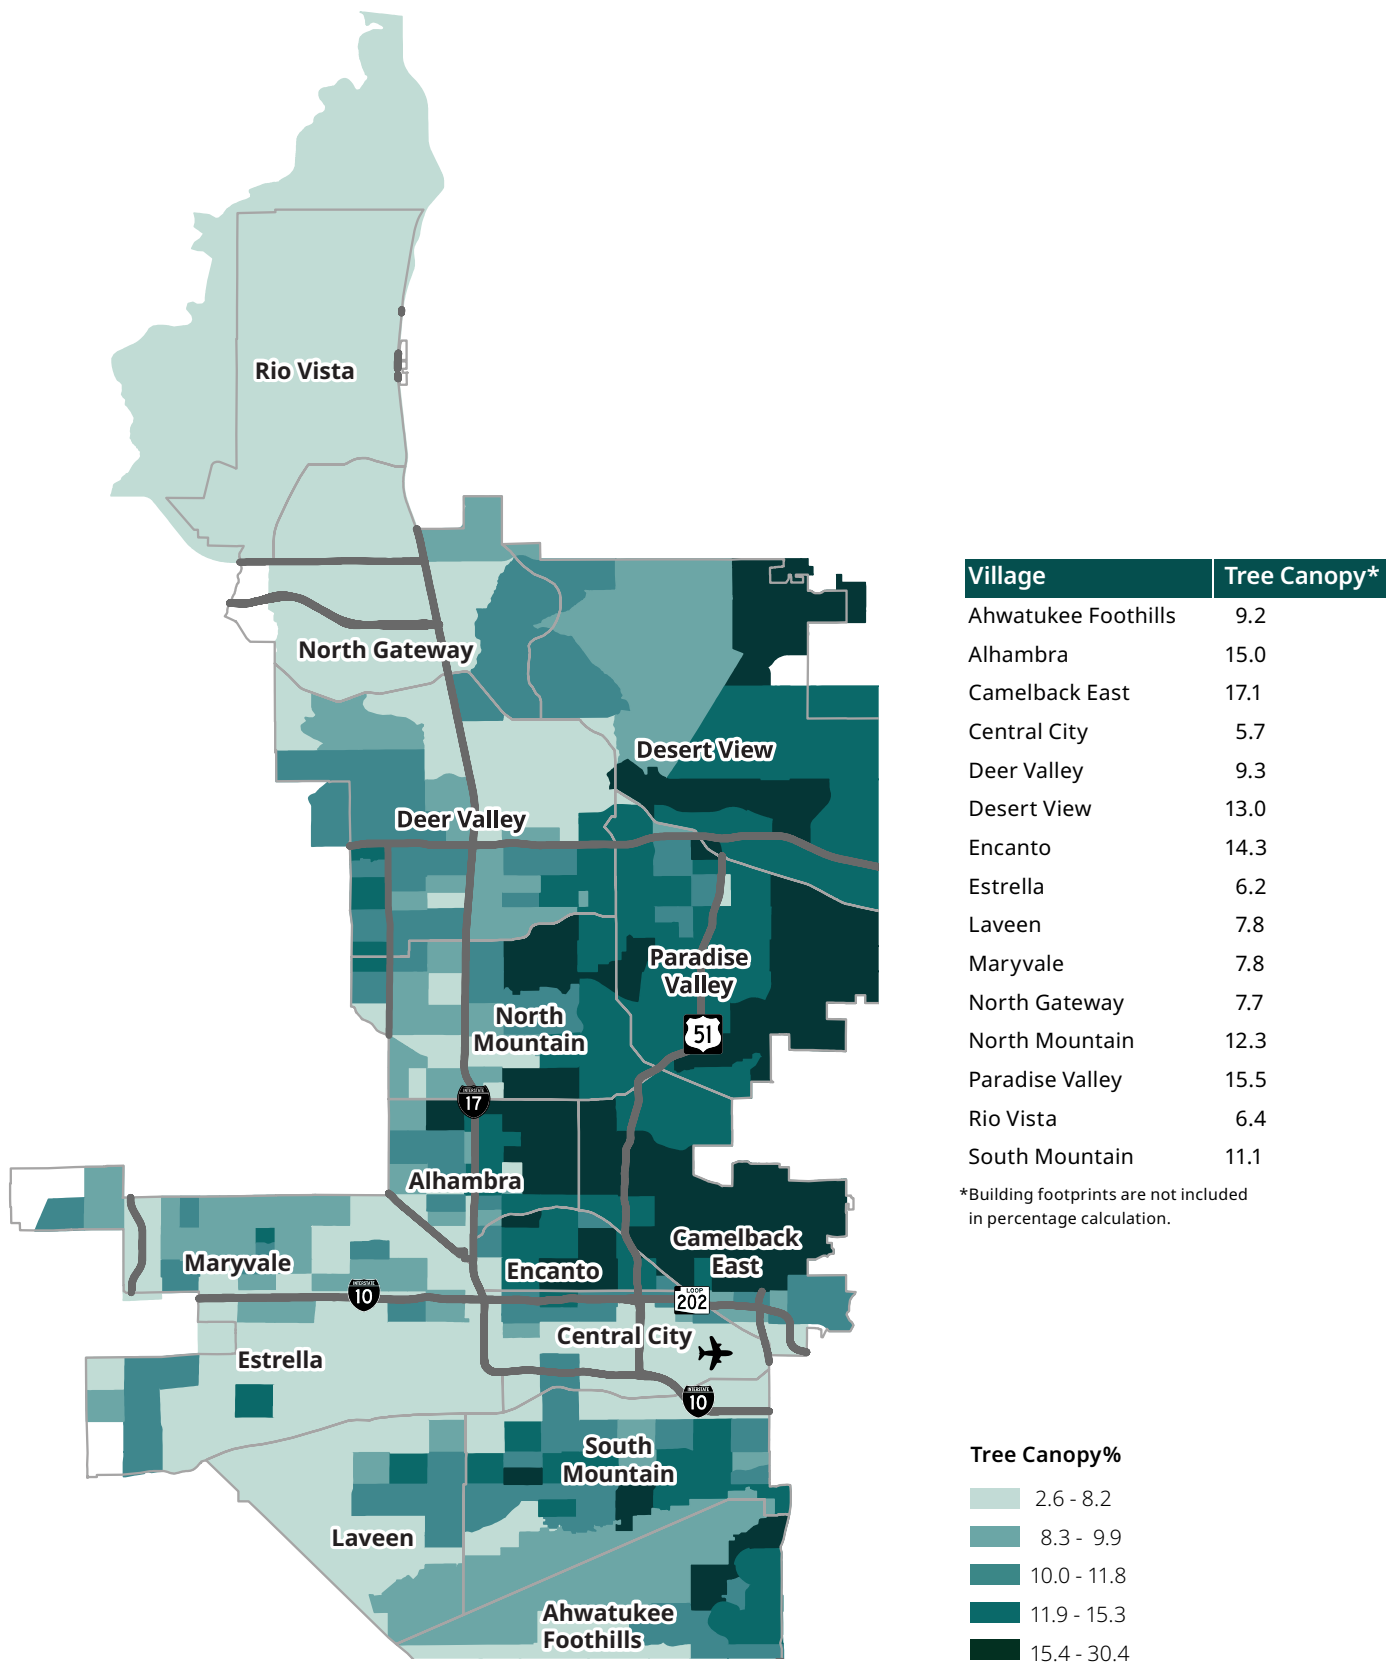 Rio Vista
North Gateway
Desert View
Deer Valley
Paradise
Valley
North
Mountain
51
INTERSTATE
17
Alhambra
Maryvale
Camelback
East
Encanto
INTERSTATE
10
LOOP
202
Central City
Estrella
INTERSTATE
10
South
Mountain
Laveen
Ahwatukee
Foothills
Village Tree Canopy*
Ahwatukee Foothills 9.2
Alhambra 15.0
Camelback East 17.1
Central City 5.7
Deer Valley 9.3
Desert View 13.0
Encanto 14.3
Estrella 6.2
Laveen 7.8
Maryvale 7.8
North Gateway 7.7
North Mountain 12.3
Paradise Valley 15.5
Rio Vista 6.4
South Mountain 11.1
*Building footprints are not included
in percentage calculation.
Tree Canopy%
2.6 - 8.2
8.3 - 9.9
10.0 - 11.8
11.9 - 15.3
15.4 - 30.4